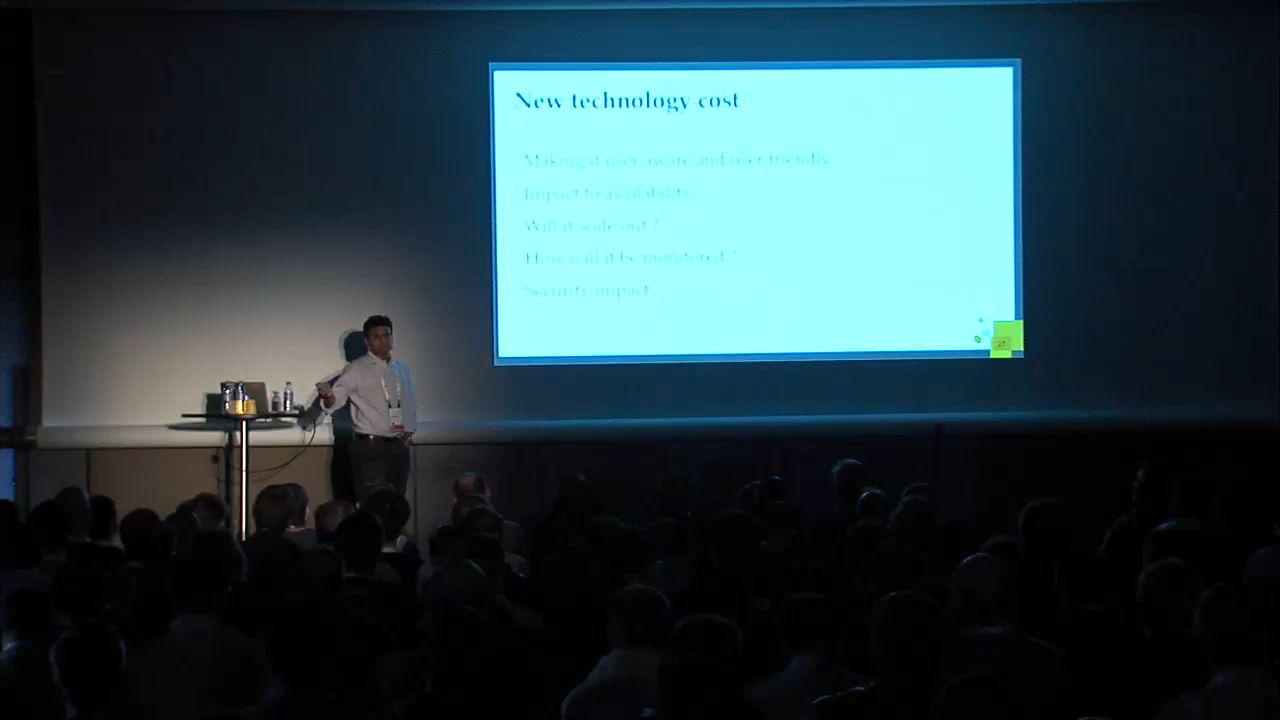 New technology cost
Making it user aware and user friendly
Impact to availability
Will it scale out ?
How will it be monitored ?
Security impact